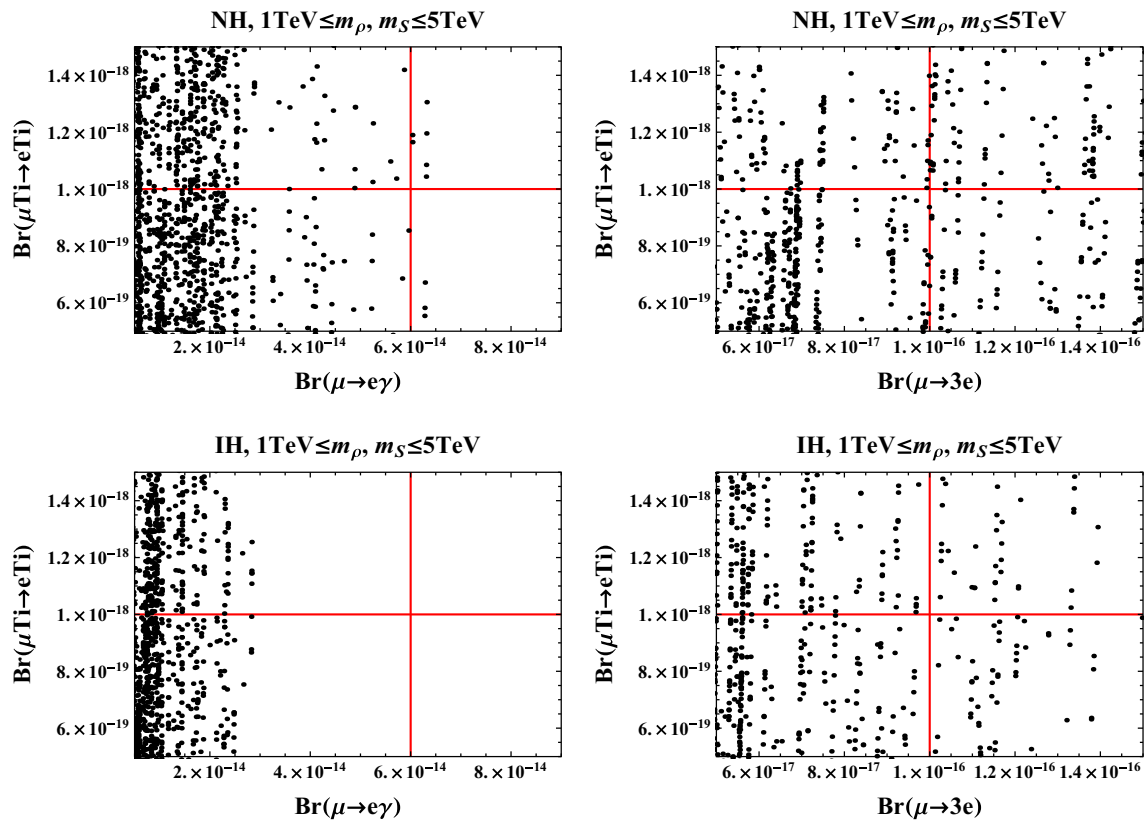 NH, 1TeV≤mρ, mS≤5TeV
Br(μTi→eTi)
1.4×10−18
1.2×10−18
1.×10−18
8.×10−19
6.×10−19
2.×10−14 4.×10−14 6.×10−14 8.×10−14
Br(μ→eγ)
NH, 1TeV≤mρ, mS≤5TeV
Br(μTi→eTi)
1.4×10−18
1.2×10−18
1.×10−18
8.×10−19
6.×10−19
6.×10−17 8.×10−17 1.×10−16 1.2×10−16 1.4×10−16
Br(μ→3e)
IH, 1TeV≤mρ, mS≤5TeV
Br(μTi→eTi)
1.4×10−18
1.2×10−18
1.×10−18
8.×10−19
6.×10−19
2.×10−14 4.×10−14 6.×10−14 8.×10−14
Br(μ→eγ)
IH, 1TeV≤mρ, mS≤5TeV
Br(μTi→eTi)
1.4×10−18
1.2×10−18
1.×10−18
8.×10−19
6.×10−19
6.×10−17 8.×10−17 1.×10−16 1.2×10−16 1.4×10−16
Br(μ→3e)